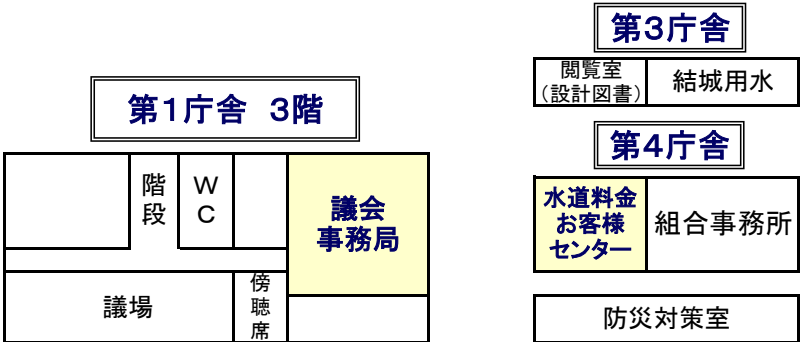 第３庁舎
閲覧室
（設計図書）
結城用水
第１庁舎　３階
第４庁舎
階段
ＷＣ
議会
事務局
水道料金
お客様
センター
組合事務所
議場
傍聴席
防災対策室